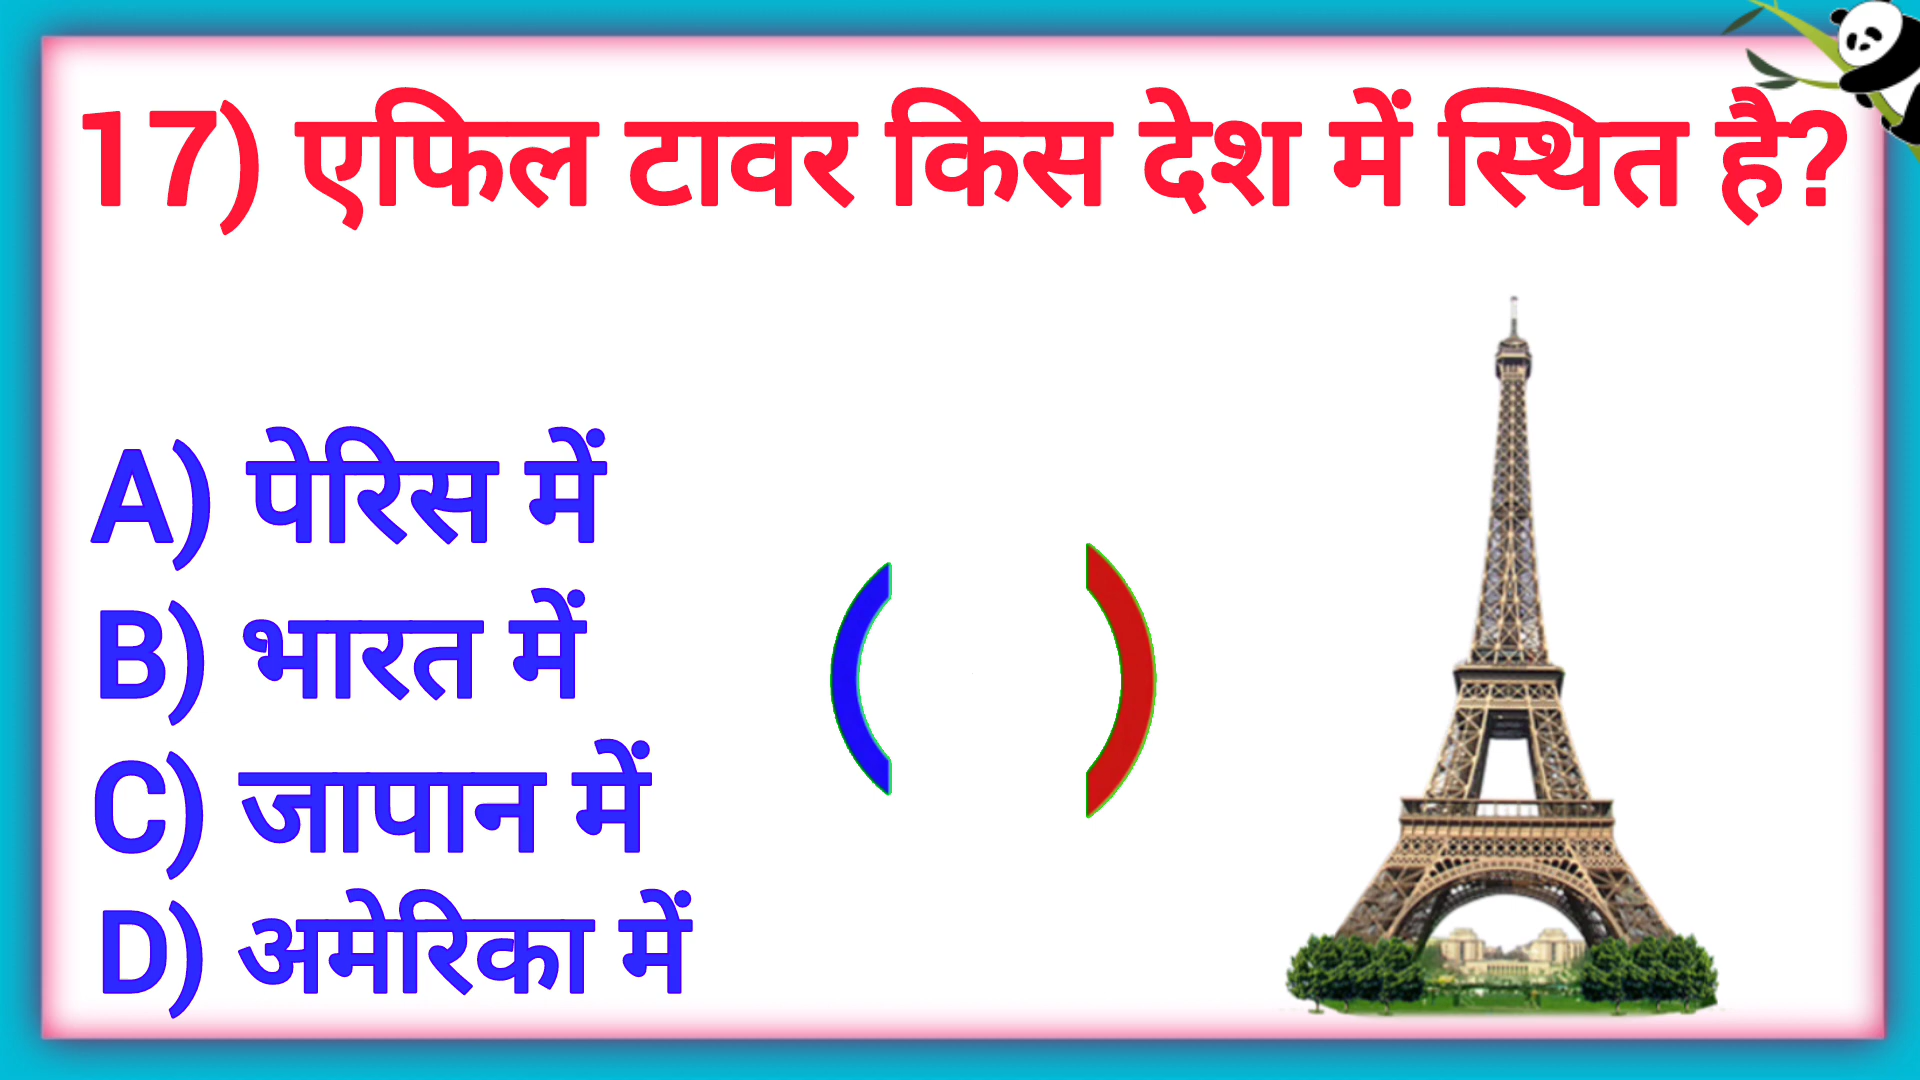 17) एफिल टावर किस देश में स्थित है?
A) पेरिस में
B) भारत में
C) जापान में
D) अमेरिका में